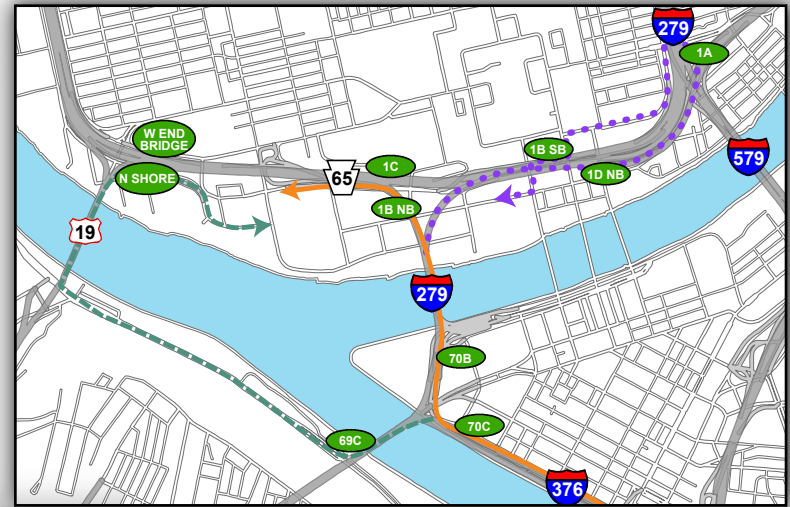 279
1A
W END
BRIDGE
1B SB
579
1C
1D NB
N SHORE
65
1B NB
19
279
70B
70C
69C
376